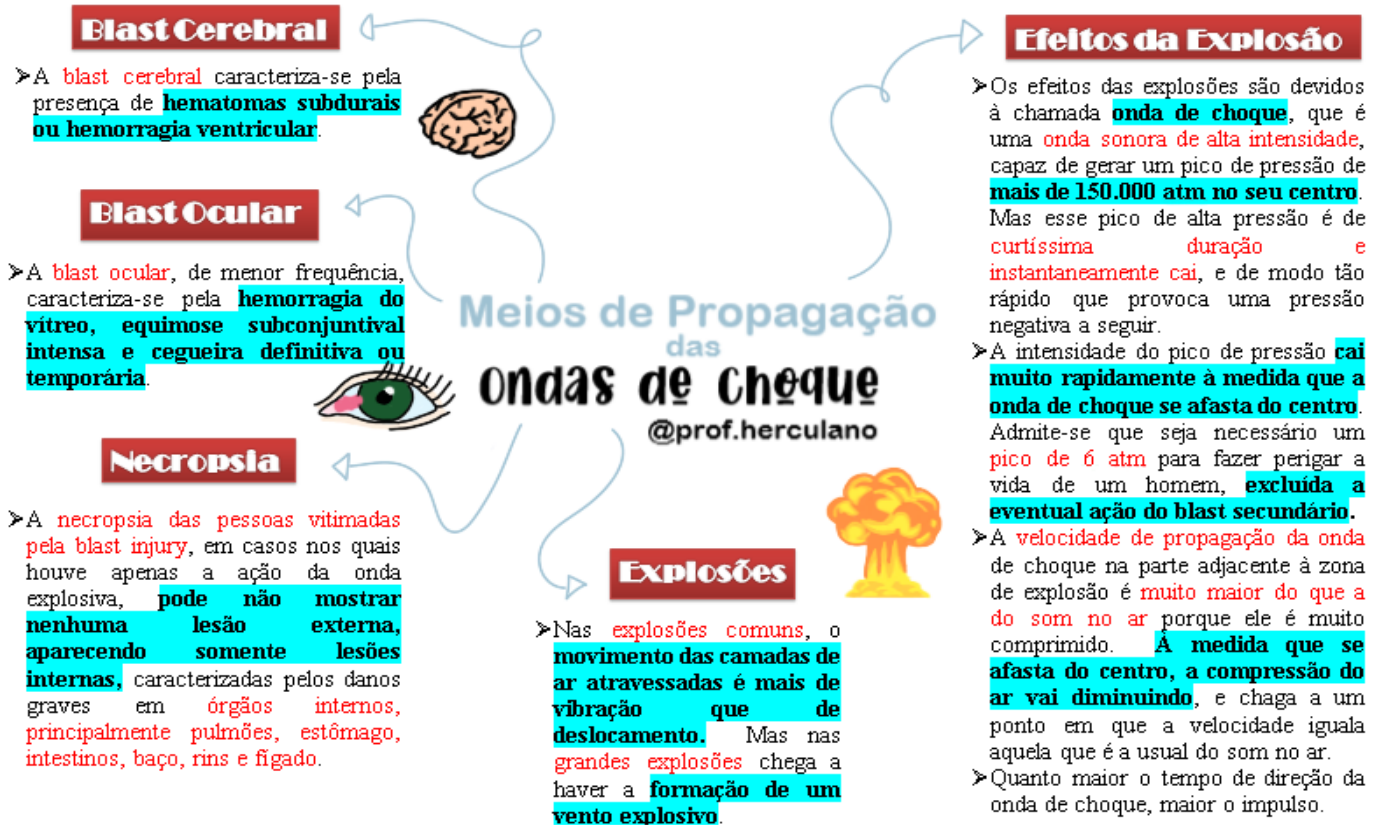 Blast Cerebral
➢A blast cerebral caracteriza-se pela
presença de hematomas subdurais
ou hemorragia ventricular.
Blast Ocular
➢A blast ocular, de menor frequência,
caracteriza-se pela hemorragia do
vítreo, equimose subconjuntival
intensa e cegueira definitiva ou
temporária.
Necropsia
➢A necropsia das pessoas vitimadas
pela blast injury, em casos nos quais
houve apenas a ação da onda
explosiva, pode não mostrar
nenhuma lesão externa,
aparecendo somente lesões
internas, caracterizadas pelos danos
graves em órgãos internos,
principalmente pulmões, estômago,
intestinos, baço, rins e fígado.
Meios de Propagação
das
Ondas de Choque
@prof.herculano
Explosões
➢Nas explosões comuns, o
movimento das camadas de
ar atravessadas é mais de
vibração que de
deslocamento. Mas nas
grandes explosões chega a
haver a formação de um
vento explosivo.
Efeitos da Explosão
➢Os efeitos das explosões são devidos
à chamada onda de choque, que é
uma onda sonora de alta intensidade,
capaz de gerar um pico de pressão de
mais de 150.000 atm no seu centro.
Mas esse pico de alta pressão é de
curtíssima duração e
instantaneamente cai, e de modo tão
rápido que provoca uma pressão
negativa a seguir.
➢A intensidade do pico de pressão cai
muito rapidamente à medida que a
onda de choque se afasta do centro.
Admite-se que seja necessário um
pico de 6 atm para fazer perigar a
vida de um homem, excluída a
eventual ação do blast secundário.
➢A velocidade de propagação da onda
de choque na parte adjacente à zona
de explosão é muito maior do que a
do som no ar porque ele é muito
comprimido. À medida que se
afasta do centro, a compressão do
ar vai diminuindo, e chaga a um
ponto em que a velocidade iguala
aquela que é a usual do som no ar.
➢Quanto maior o tempo de direção da
onda de choque, maior o impulso.